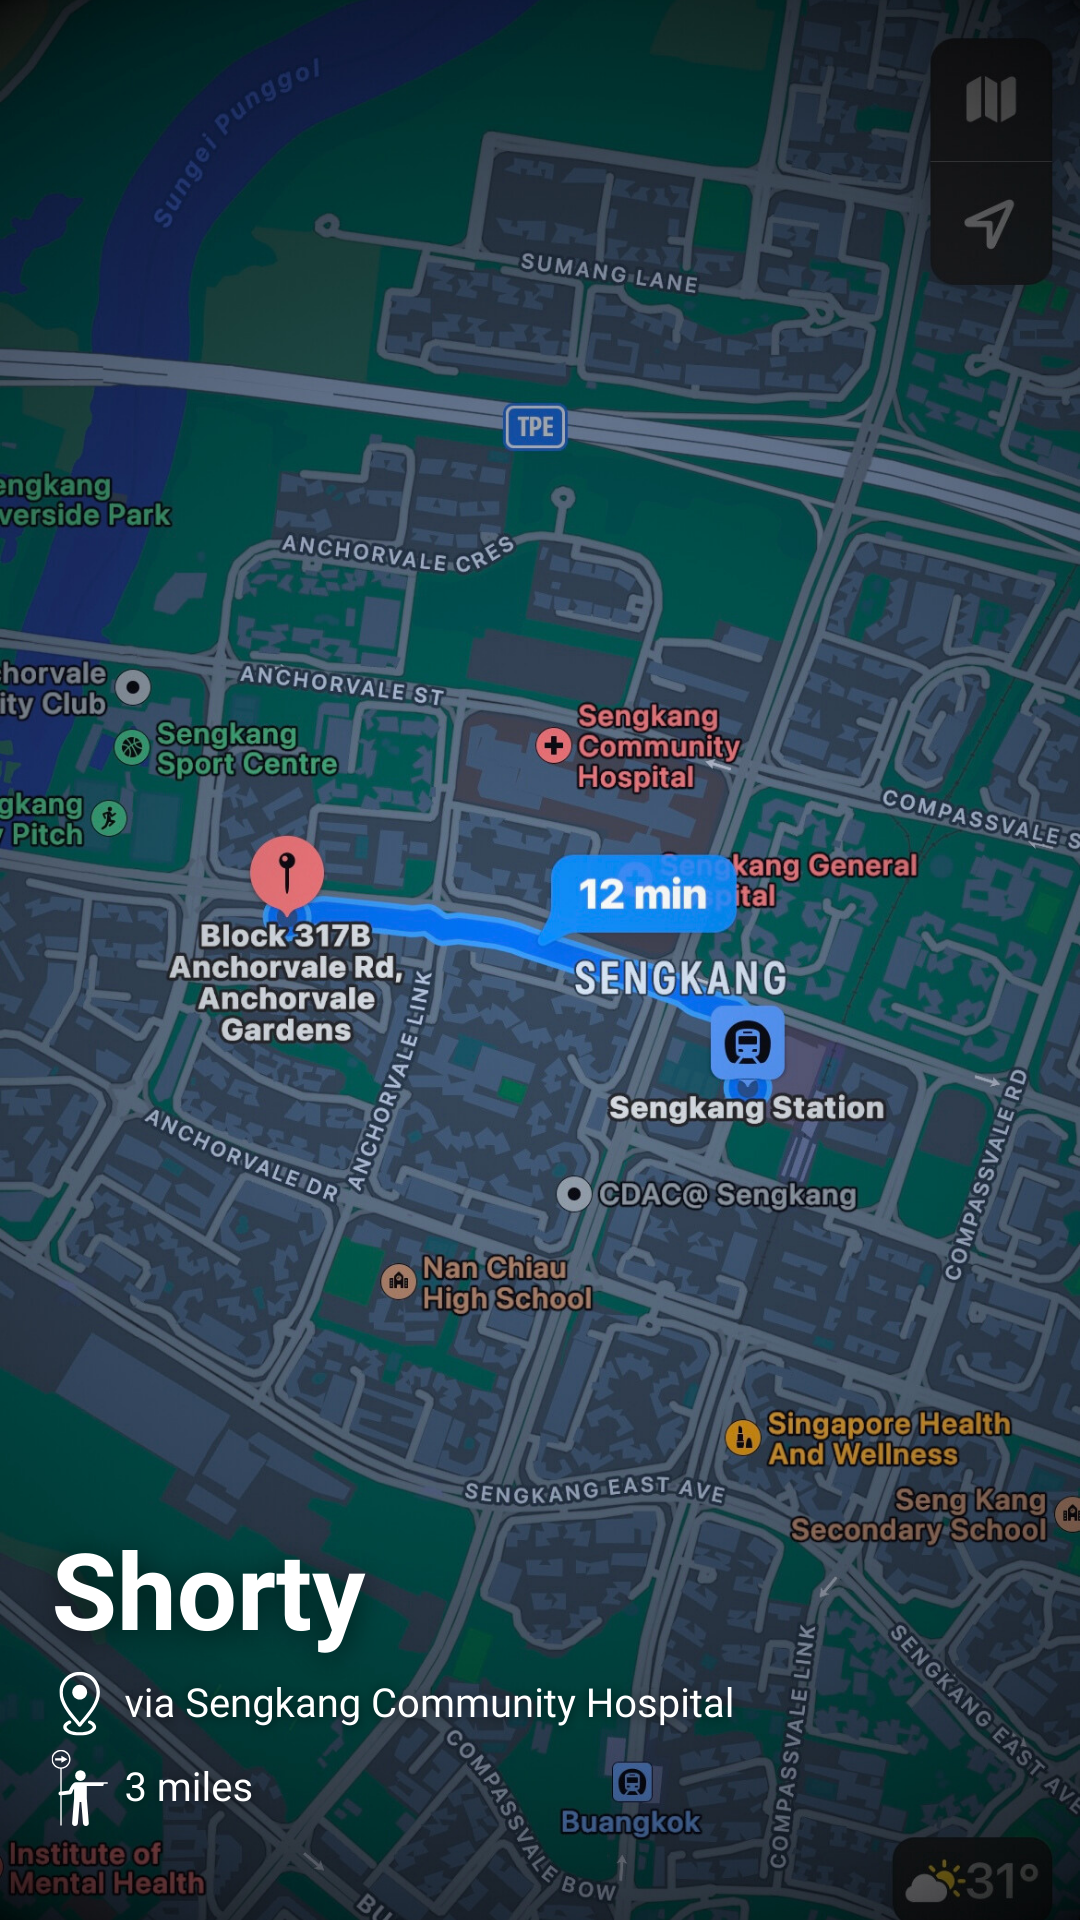 Sungei Punggol
SUMANG LANE
TPE
engkang
verside Park
ANCHORVALE CRES
horvale
ity Club
ANCHORVALE ST
Sengkang
Sport Centre
Sengkang
Community
Hospital
gkang
Pitch
COMPASSVALE S
Sengkang General
pital
12 min
Block 317B
Anchorvale Rd,
Anchorvale
Gardens
SENGKANG
ANCHORVALE LINK
Sengkang Station
ANCHORVALE DR
COMPASSVALE RD
CDAC@ Sengkang
Nan Chiau
High School
Singapore Health
And Wellness
SENGKANG EAST AVE
Seng Kang
Secondary School
Shorty
via Sengkang Community Hospital
3 miles
COMPASSVALE LINK
SENGKANG EAST AVE
COMPASSVALE BOW
Buangkok
Institute of
Mental Health
BU
31°